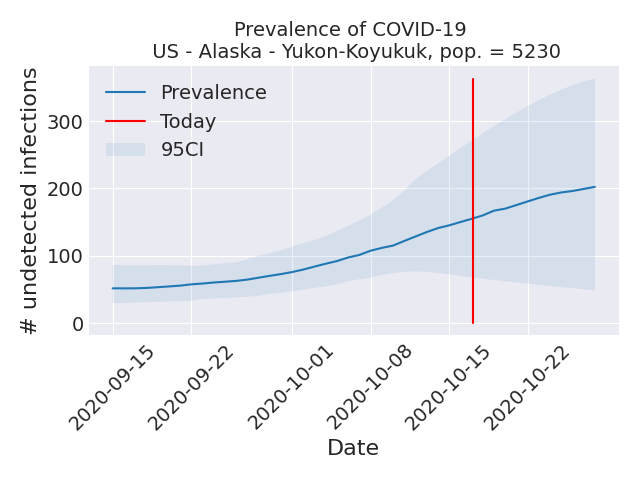 Prevalence of COVID-19
US - Alaska - Yukon-Koyukuk, pop. = 5230
Prevalence
Today
95CI
# undetected infections
300
200
100
0
2020-09-15
2020-09-22
2020-10-01
2020-10-08
2020-10-15
2020-10-22
Date